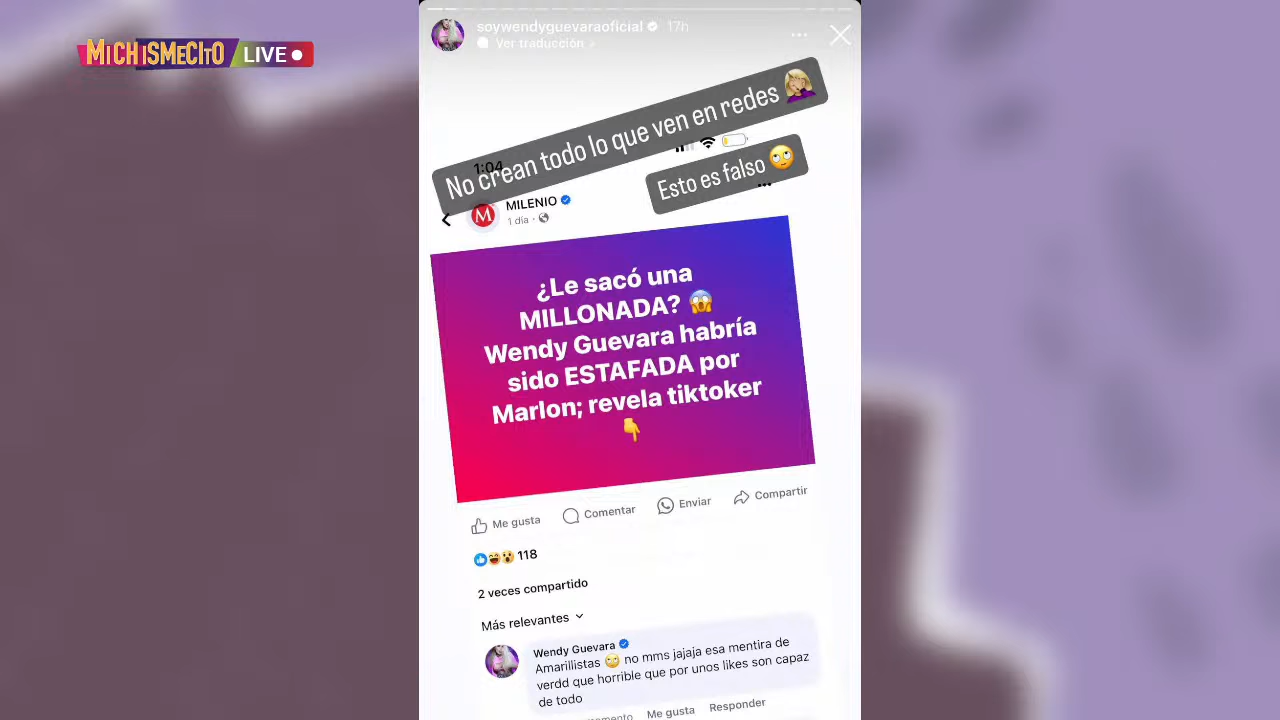 MICHISMECITO LIVE
soywendyguevaraoficial 17h
Ver traducción
No crean todo lo que ven en redes 🤦🏼‍♀️
1:04
Esto es falso 🙄
MILENIO
1 día
¿Le sacó una
MILLONADA? 😱
Wendy Guevara habría
sido ESTAFADA por
Marlon; revela tiktoker
👇
Me gusta Comentar Enviar Compartir
118
2 veces compartido
Más relevantes
Wendy Guevara
Amarillistas 🙄 no mms jajaja esa mentira de
verdd que horrible que por unos likes son capaz
de todo
Me gusta Responder